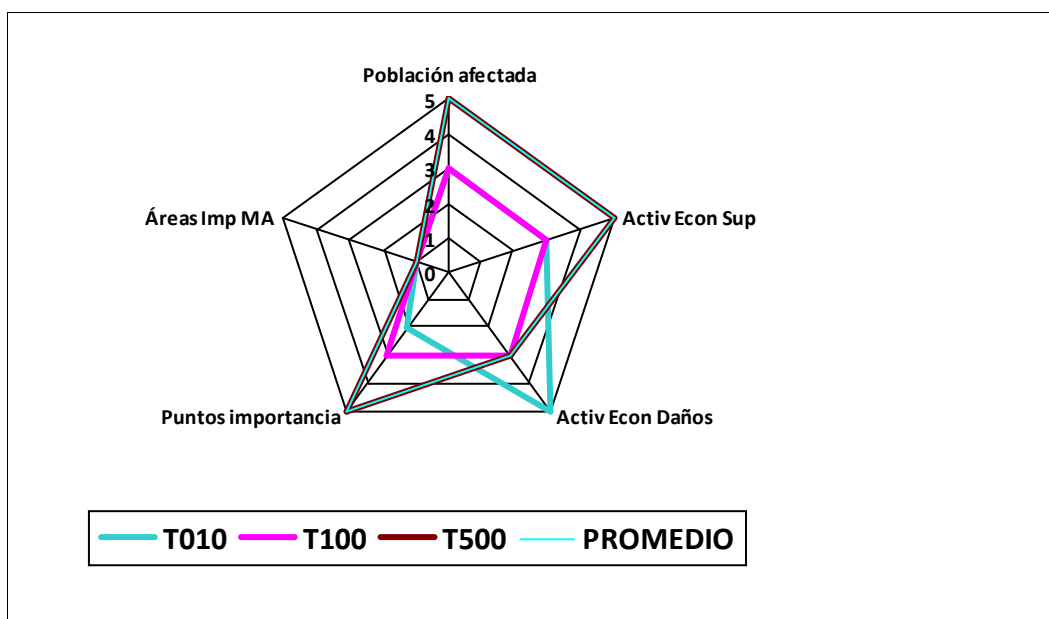 Población afectada
5
4
3
2
1
0
Áreas Imp MA
Activ Econ Sup
Puntos importancia
Activ Econ Daños
T010 T100 T500 PROMEDIO